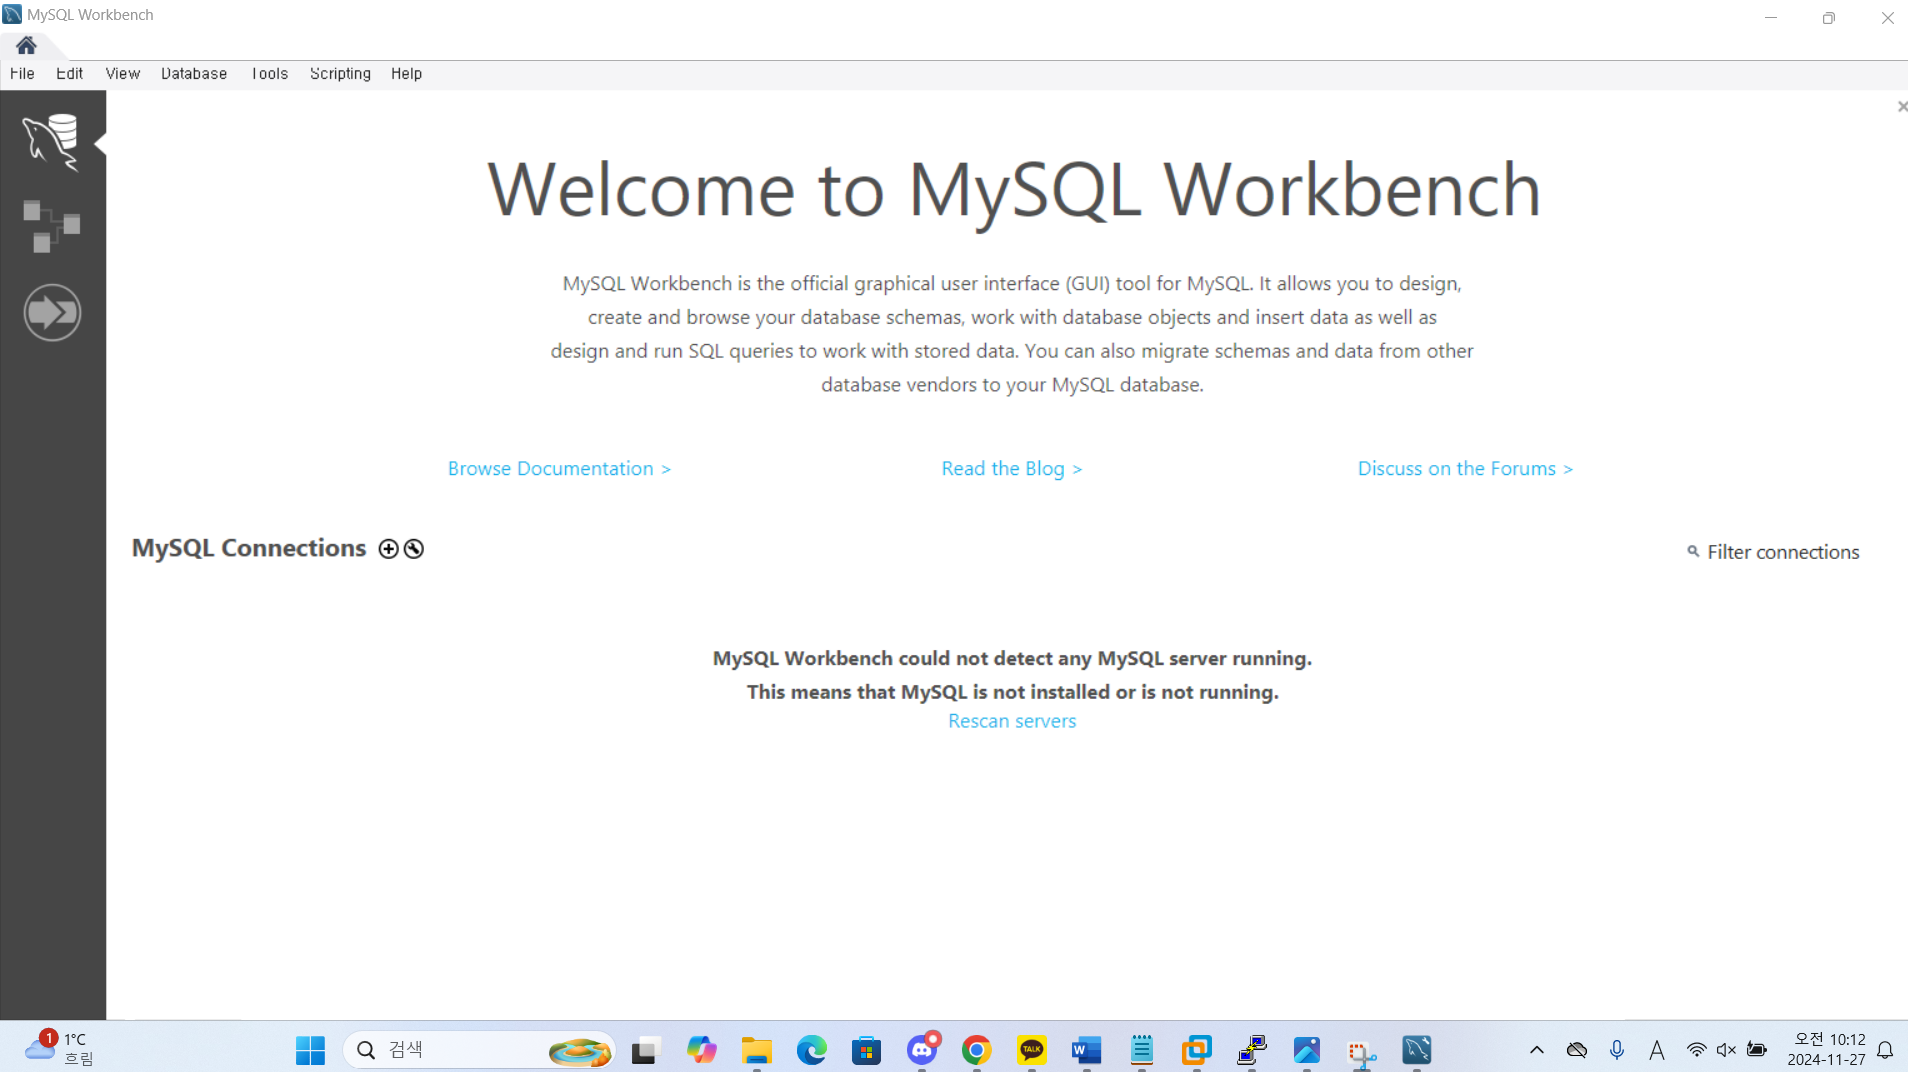 MySQL Workbench
File Edit View Database Tools Scripting Help
Welcome to MySQL Workbench
MySQL Workbench is the official graphical user interface (GUI) tool for MySQL. It allows you to design,
create and browse your database schemas, work with database objects and insert data as well as
design and run SQL queries to work with stored data. You can also migrate schemas and data from other
database vendors to your MySQL database.
Browse Documentation > Read the Blog > Discuss on the Forums >
MySQL Connections Filter connections
MySQL Workbench could not detect any MySQL server running.
This means that MySQL is not installed or is not running.
Rescan servers
1 1°C
흐림
검색
TALK
W
A
오전 10:12
2024-11-27